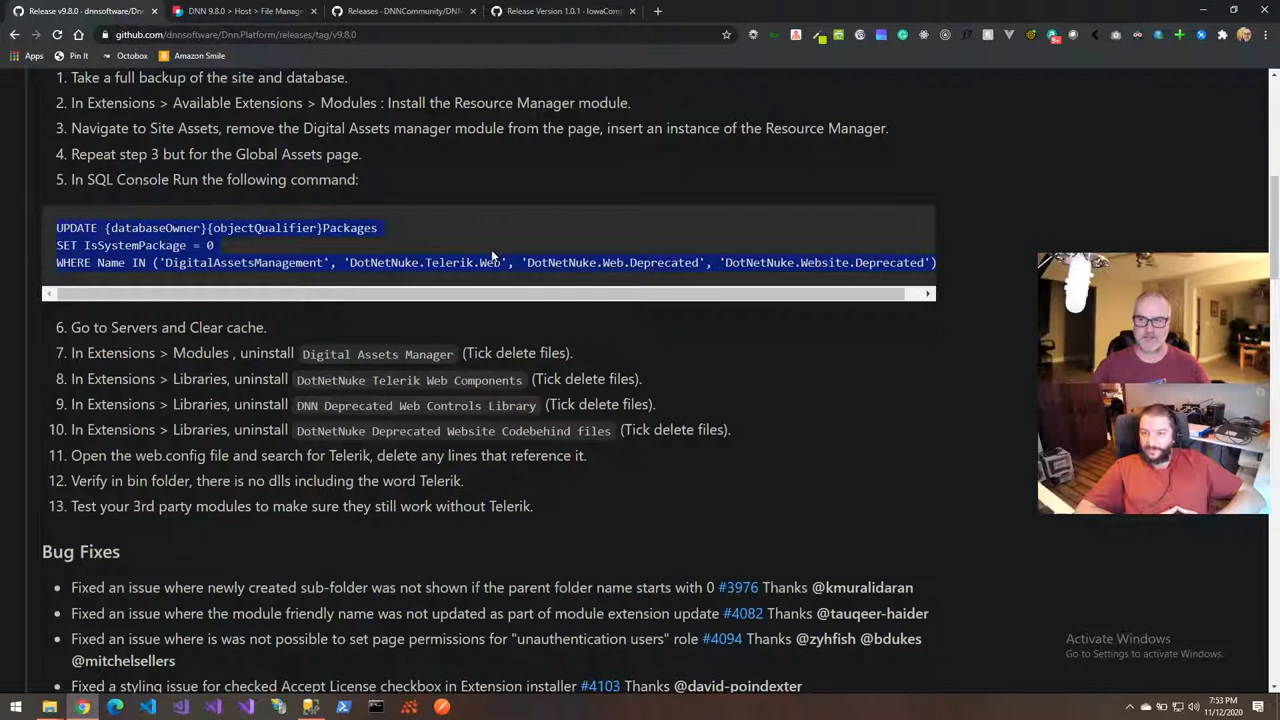 Release v9.8.0 · dnnsoftware/Dnn
DNN 9.8.0 > Host > File Manage
Releases · DNNCommunity/DNN
Release Version 1.0.1 · IowaComp
github.com/dnnsoftware/Dnn.Platform/releases/tag/v9.8.0
Apps
Pin It
Octobox
Amazon Smile
1. Take a full backup of the site and database.
2. In Extensions > Available Extensions > Modules : Install the Resource Manager module.
3. Navigate to Site Assets, remove the Digital Assets manager module from the page, insert an instance of the Resource Manager.
4. Repeat step 3 but for the Global Assets page.
5. In SQL Console Run the following command:
UPDATE {databaseOwner}{objectQualifier}Packages
SET IsSystemPackage = 0
WHERE Name IN ('DigitalAssetsManagement', 'DotNetNuke.Telerik.Web', 'DotNetNuke.Web.Deprecated', 'DotNetNuke.Website.Deprecated')
6. Go to Servers and Clear cache.
7. In Extensions > Modules , uninstall Digital Assets Manager (Tick delete files).
8. In Extensions > Libraries, uninstall DotNetNuke Telerik Web Components (Tick delete files).
9. In Extensions > Libraries, uninstall DNN Deprecated Web Controls Library (Tick delete files).
10. In Extensions > Libraries, uninstall DotNetNuke Deprecated Website Codebehind files (Tick delete files).
11. Open the web.config file and search for Telerik, delete any lines that reference it.
12. Verify in bin folder, there is no dlls including the word Telerik.
13. Test your 3rd party modules to make sure they still work without Telerik.
Bug Fixes
• Fixed an issue where newly created sub-folder was not shown if the parent folder name starts with 0 #3976 Thanks @kmuralidaran
• Fixed an issue where the module friendly name was not updated as part of module extension update #4082 Thanks @tauqeer-haider
• Fixed an issue where is was not possible to set page permissions for "unauthentication users" role #4094 Thanks @zyhfish @bdukes
@mitchelsellers
• Fixed a styling issue for checked Accept License checkbox in Extension installer #4103 Thanks @david-poindexter
Activate Windows
Go to Settings to activate Windows.
7:53 PM
11/12/2020